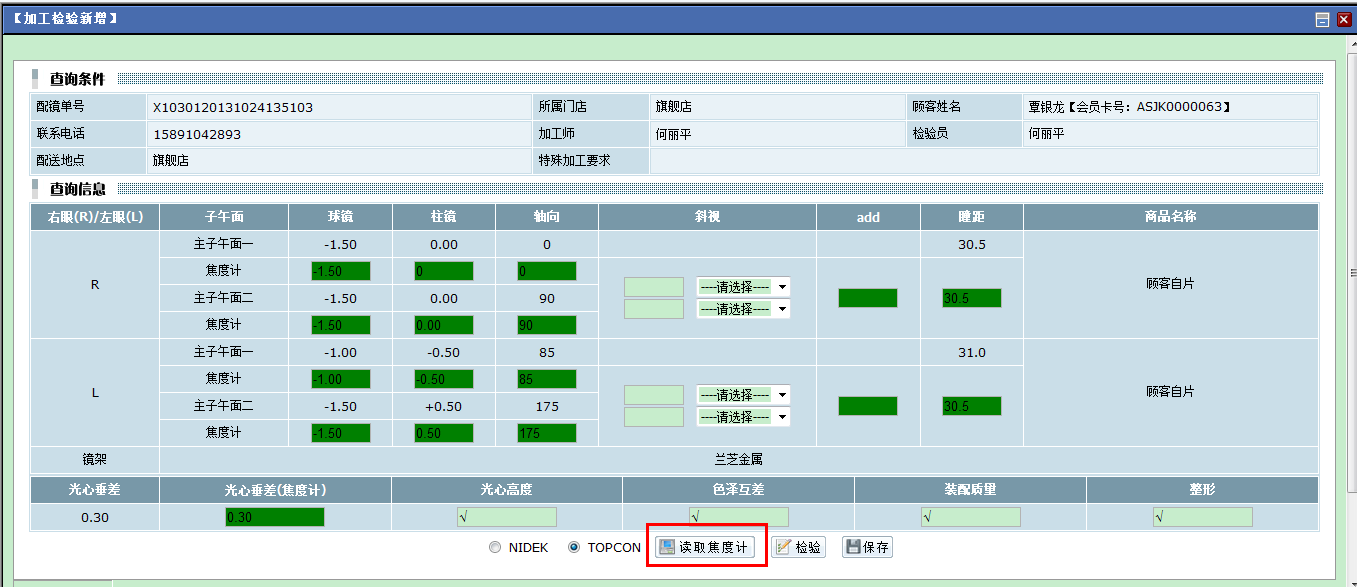 【加工检验新增】
查询条件
配镜单号 X1030120131024135103 所属门店 旗舰店 顾客姓名 覃银龙【会员卡号：ASJK0000063】
联系电话 15891042893 加工师 何丽平 检验员 何丽平
配送地点 旗舰店 特殊加工要求
查询信息
右眼(R)/左眼(L) 子午面 球镜 柱镜 轴向 斜视 add 瞳距 商品名称
R
主子午面一 -1.50 0.00 0 30.5
焦度计 -1.50 0 0
----请选择----
30.5
顾客自片
主子午面二 -1.50 0.00 90
----请选择----
焦度计 -1.50 0.00 90
L
主子午面一 -1.00 -0.50 85 31.0
焦度计 -1.00 -0.50 85
----请选择----
30.5
顾客自片
主子午面二 -1.50 +0.50 175
----请选择----
焦度计 -1.50 0.50 175
镜架 兰芝金属
光心垂差 光心垂差(焦度计) 光心高度 色泽互差 装配质量 整形
0.30 0.30 √ √ √ √
NIDEK TOPCON 读取焦度计 检验 保存